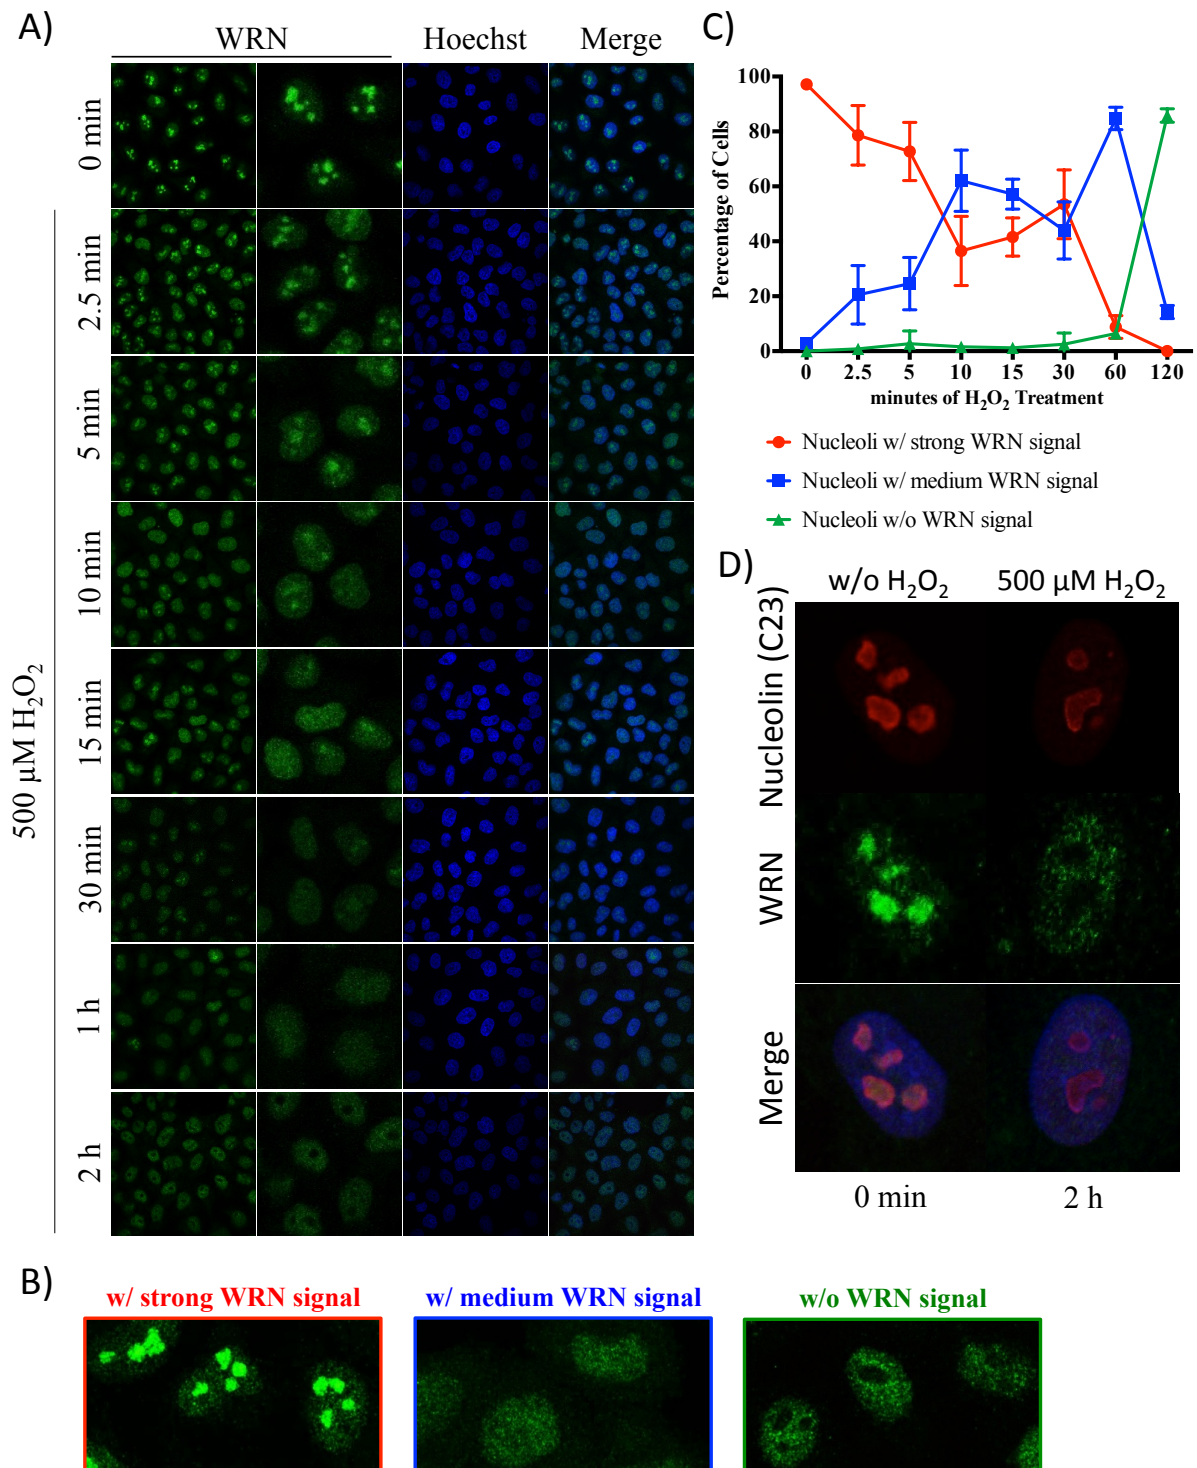 A)
WRN Hoechst Merge
0 min
2.5 min
5 min
10 min
15 min
30 min
1 h
2 h
500 µM H₂O₂
C)
100
80
60
40
20
0
Percentage of Cells
0 2.5 5 10 15 30 60 120
minutes of H₂O₂ Treatment
Nucleoli w/ strong WRN signal
Nucleoli w/ medium WRN signal
Nucleoli w/o WRN signal
D)
w/o H₂O₂ 500 µM H₂O₂
Nucleolin (C23)
WRN
Merge
0 min 2 h
B)
w/ strong WRN signal w/ medium WRN signal w/o WRN signal